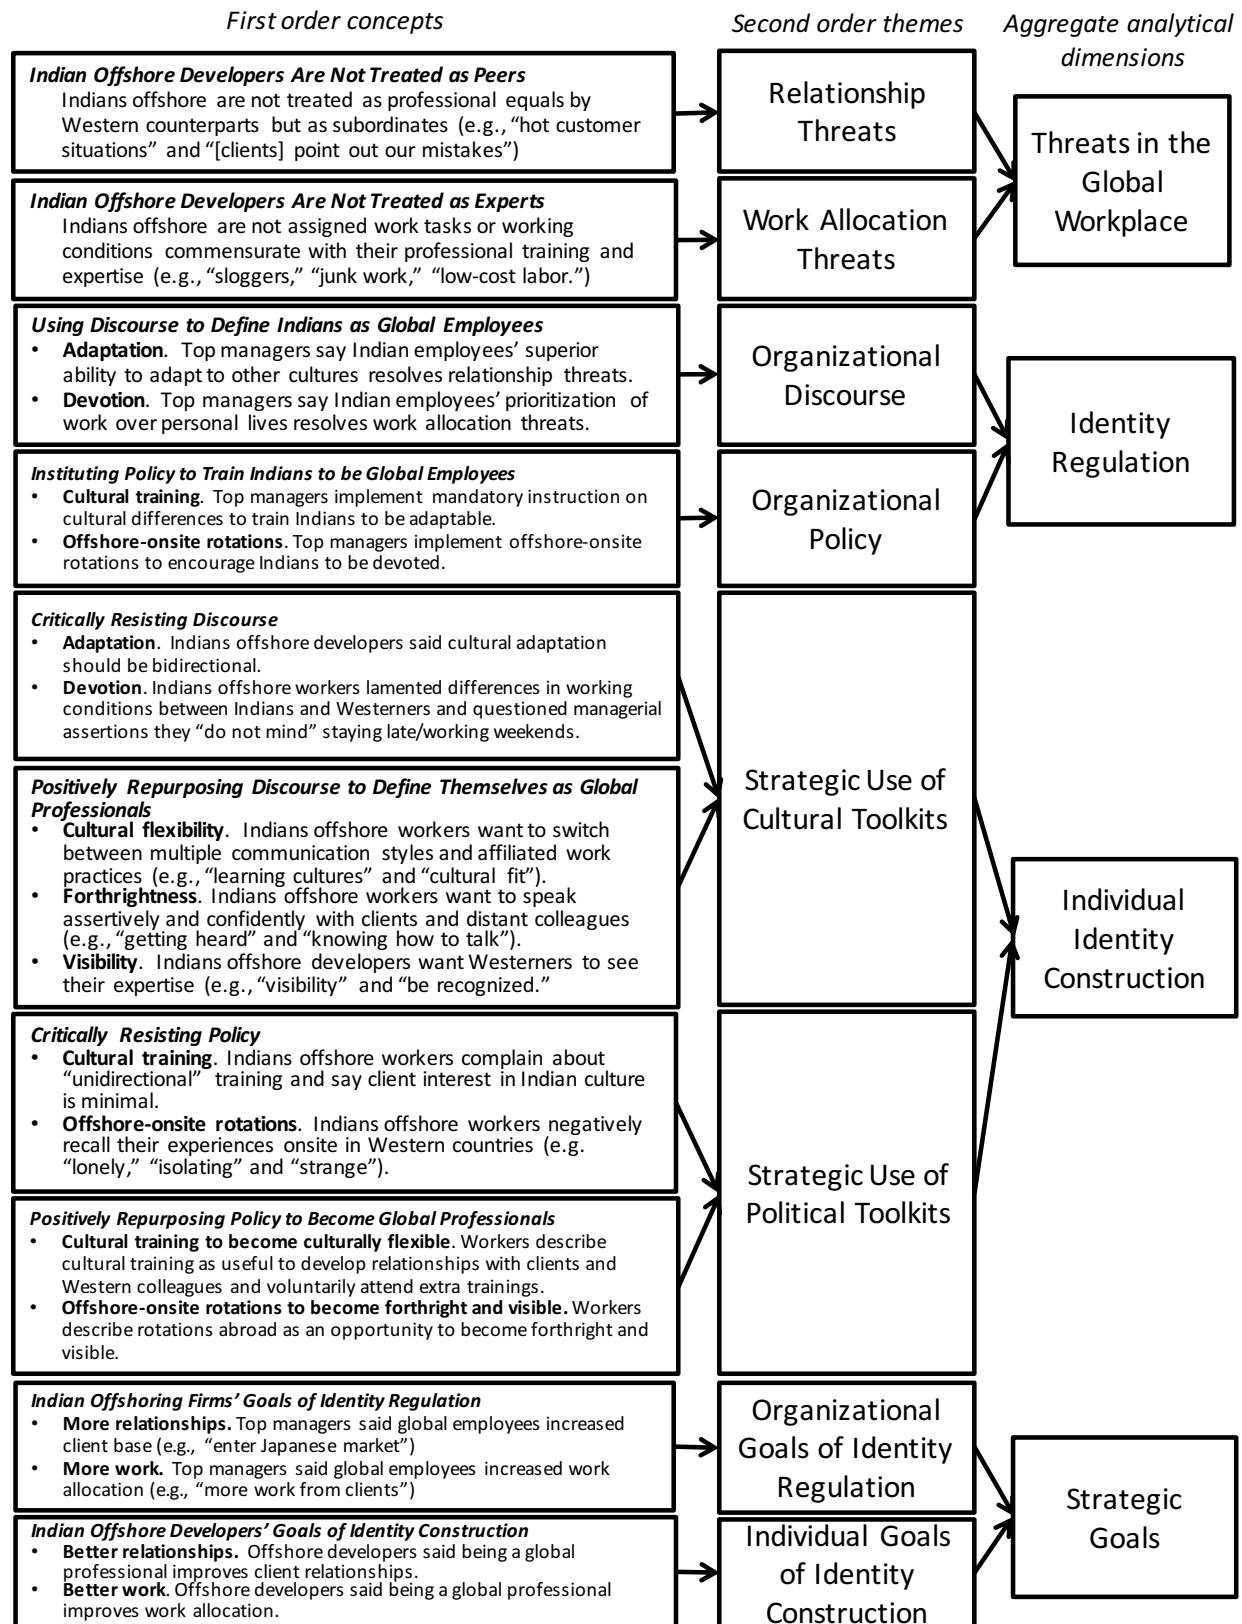 First order concepts
Second order themes
Aggregate analytical
dimensions
Indian Offshore Developers Are Not Treated as Peers
Indians offshore are not treated as professional equals by
Western counterparts but as subordinates (e.g., “hot customer
situations” and “[clients] point out our mistakes”)
Relationship
Threats
Threats in the
Global
Workplace
Indian Offshore Developers Are Not Treated as Experts
Indians offshore are not assigned work tasks or working
conditions commensurate with their professional training and
expertise (e.g., “sloggers,” “junk work,” “low-cost labor.”)
Work Allocation
Threats
Using Discourse to Define Indians as Global Employees
• Adaptation. Top managers say Indian employees’ superior
ability to adapt to other cultures resolves relationship threats.
• Devotion. Top managers say Indian employees’ prioritization of
work over personal lives resolves work allocation threats.
Organizational
Discourse
Identity
Regulation
Instituting Policy to Train Indians to be Global Employees
• Cultural training. Top managers implement mandatory instruction on
cultural differences to train Indians to be adaptable.
• Offshore-onsite rotations. Top managers implement offshore-onsite
rotations to encourage Indians to be devoted.
Organizational
Policy
Critically Resisting Discourse
• Adaptation. Indians offshore developers said cultural adaptation
should be bidirectional.
• Devotion. Indians offshore workers lamented differences in working
conditions between Indians and Westerners and questioned managerial
assertions they “do not mind” staying late/working weekends.
Positively Repurposing Discourse to Define Themselves as Global
Professionals
• Cultural flexibility. Indians offshore workers want to switch
between multiple communication styles and affiliated work
practices (e.g., “learning cultures” and “cultural fit”).
• Forthrightness. Indians offshore workers want to speak
assertively and confidently with clients and distant colleagues
(e.g., “getting heard” and “knowing how to talk”).
• Visibility. Indians offshore developers want Westerners to see
their expertise (e.g., “visibility” and “be recognized.”
Strategic Use of
Cultural Toolkits
Individual
Identity
Construction
Critically Resisting Policy
• Cultural training. Indians offshore workers complain about
“unidirectional” training and say client interest in Indian culture
is minimal.
• Offshore-onsite rotations. Indians offshore workers negatively
recall their experiences onsite in Western countries (e.g.
“lonely,” “isolating” and “strange”).
Positively Repurposing Policy to Become Global Professionals
• Cultural training to become culturally flexible. Workers describe
cultural training as useful to develop relationships with clients and
Western colleagues and voluntarily attend extra trainings.
• Offshore-onsite rotations to become forthright and visible. Workers
describe rotations abroad as an opportunity to become forthright and
visible.
Strategic Use of
Political Toolkits
Indian Offshoring Firms’ Goals of Identity Regulation
• More relationships. Top managers said global employees increased
client base (e.g., “enter Japanese market”)
• More work. Top managers said global employees increased work
allocation (e.g., “more work from clients”)
Organizational
Goals of Identity
Regulation
Strategic
Goals
Indian Offshore Developers’ Goals of Identity Construction
• Better relationships. Offshore developers said being a global
professional improves client relationships.
• Better work. Offshore developers said being a global professional
improves work allocation.
Individual Goals
of Identity
Construction